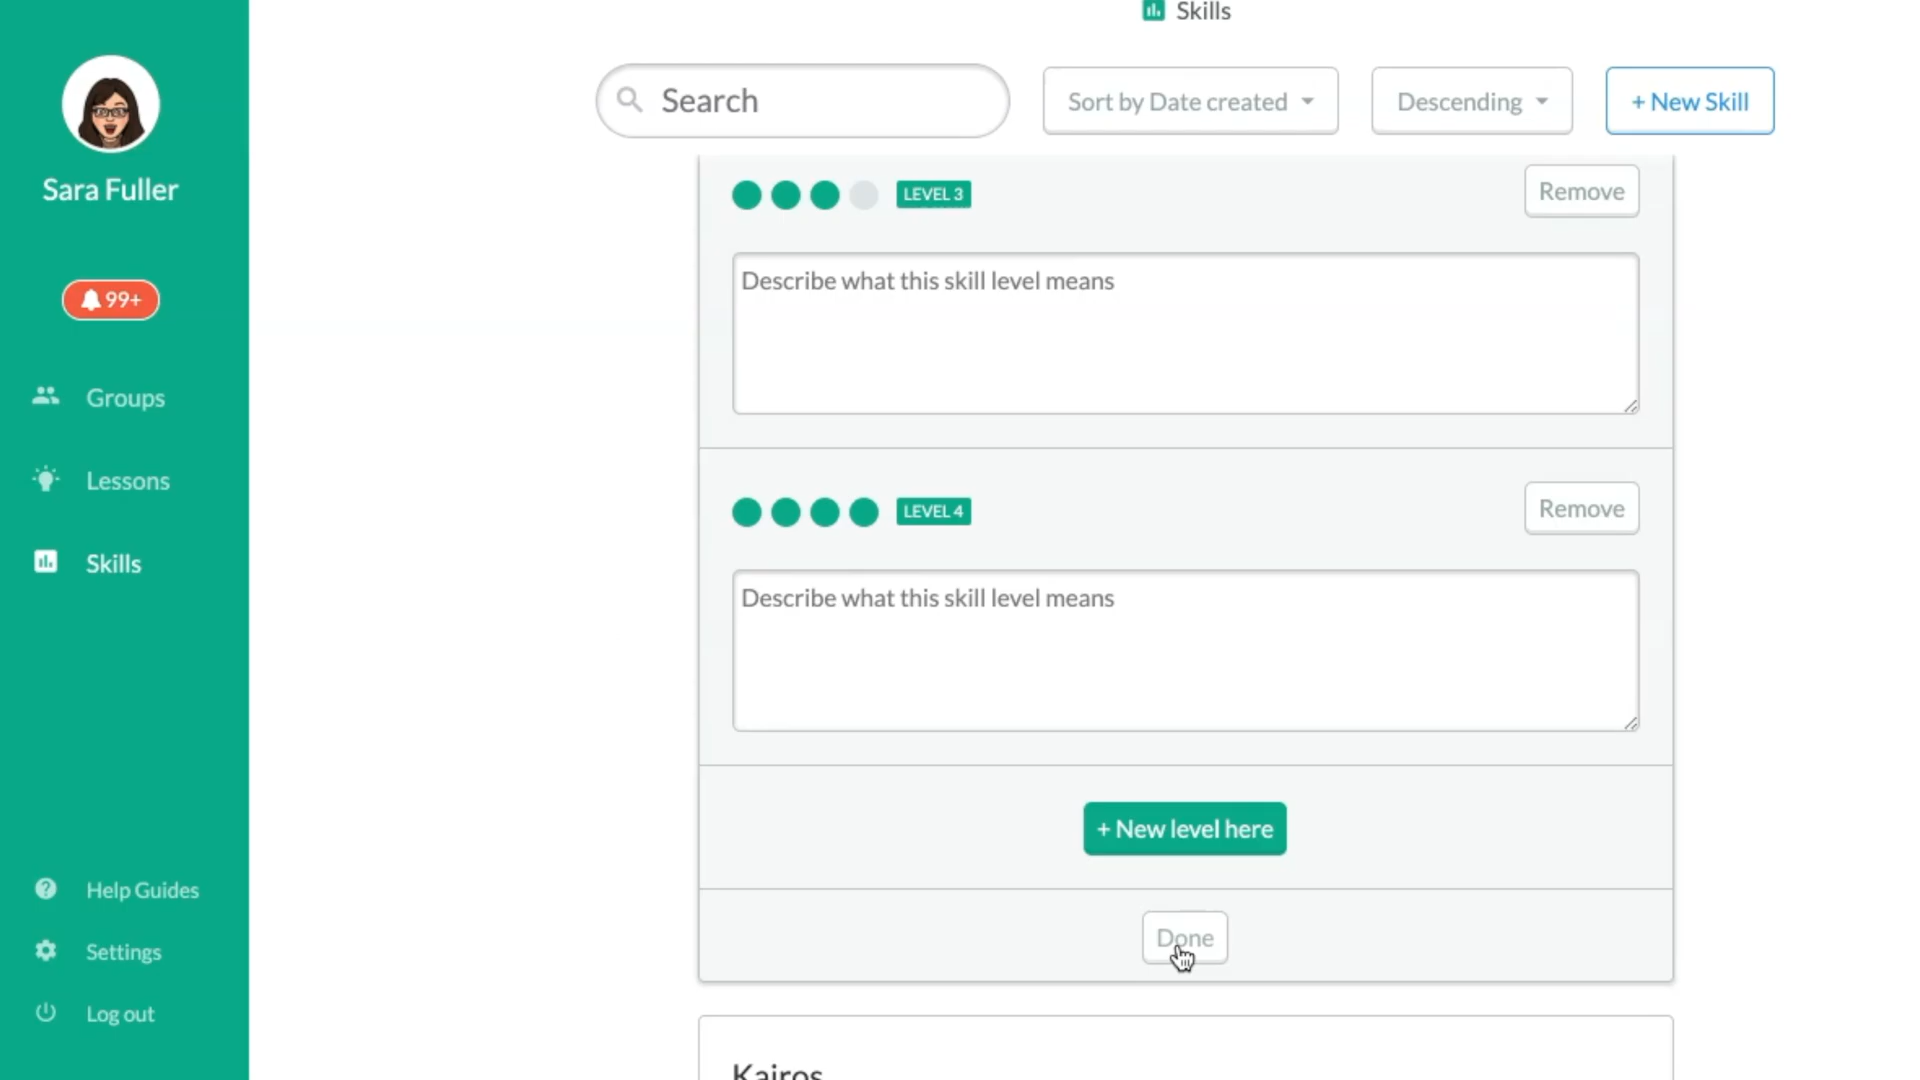 Skills
Search
Sort by Date created
Descending
+ New Skill
Sara Fuller
99+
Groups
Lessons
Skills
Help Guides
Settings
Log out
LEVEL 3
Remove
Describe what this skill level means
LEVEL 4
Remove
Describe what this skill level means
+ New level here
Done
Kairos